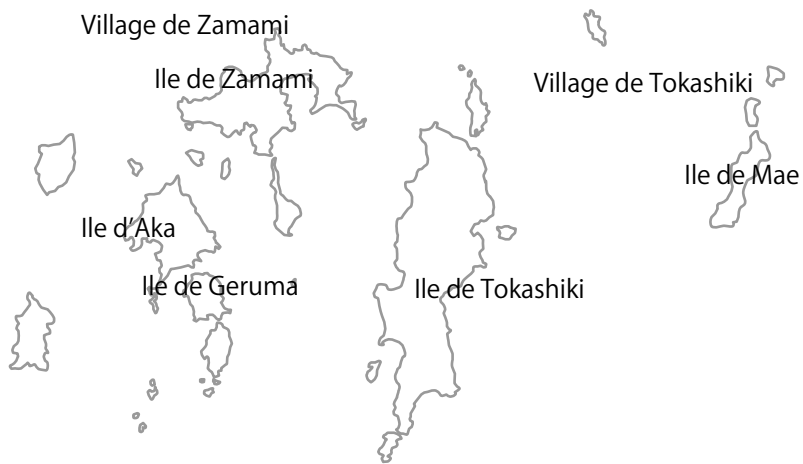 Village de Zamami
Ile de Zamami
Village de Tokashiki
Ile de Mae
Ile d'Aka
Ile de Geruma
Ile de Tokashiki